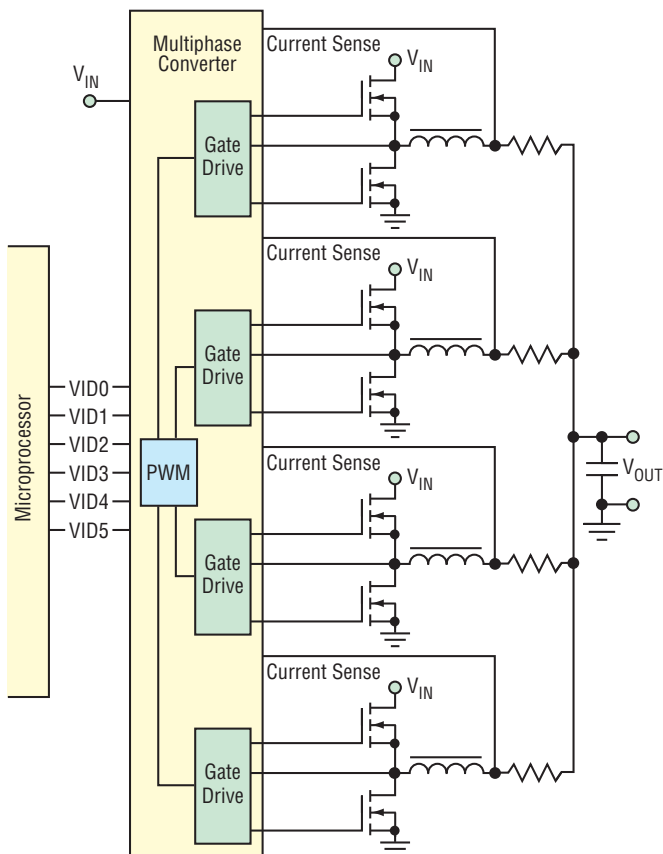 Multiphase
Converter
V_IN
Current Sense
V_IN
Gate
Drive
Current Sense
V_IN
Gate
Drive
Microprocessor
VID0
VID1
VID2
VID3
VID4
VID5
PWM
Current Sense
V_IN
V_OUT
Gate
Drive
Current Sense
V_IN
Gate
Drive